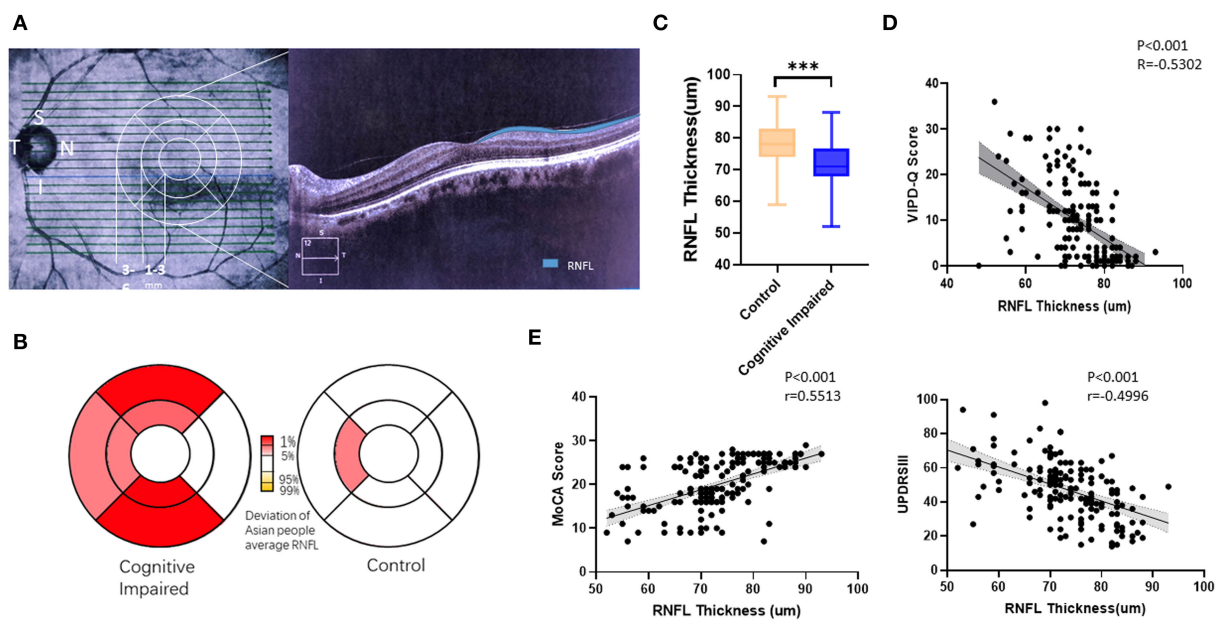 A
S
T
N
I
3-
1-3
6
mm
S
12
N
T
I
RNFL
B
1%
5%
95%
99%
Deviation of
Asian people
average RNFL
Cognitive
Impaired
Control
C
***
RNFL Thickness(um)
100
90
80
70
60
50
40
Control
Cognitive Impaired
D
P<0.001
R=-0.5302
VIPD-Q Score
40
30
20
10
0
40
60
80
100
RNFL Thickness (um)
E
P<0.001
r=0.5513
MoCA Score
40
30
20
10
0
50
60
70
80
90
100
RNFL Thickness (um)
P<0.001
r=-0.4996
UPDRSIII
100
80
60
40
20
0
50
60
70
80
90
100
RNFL Thickness(um)